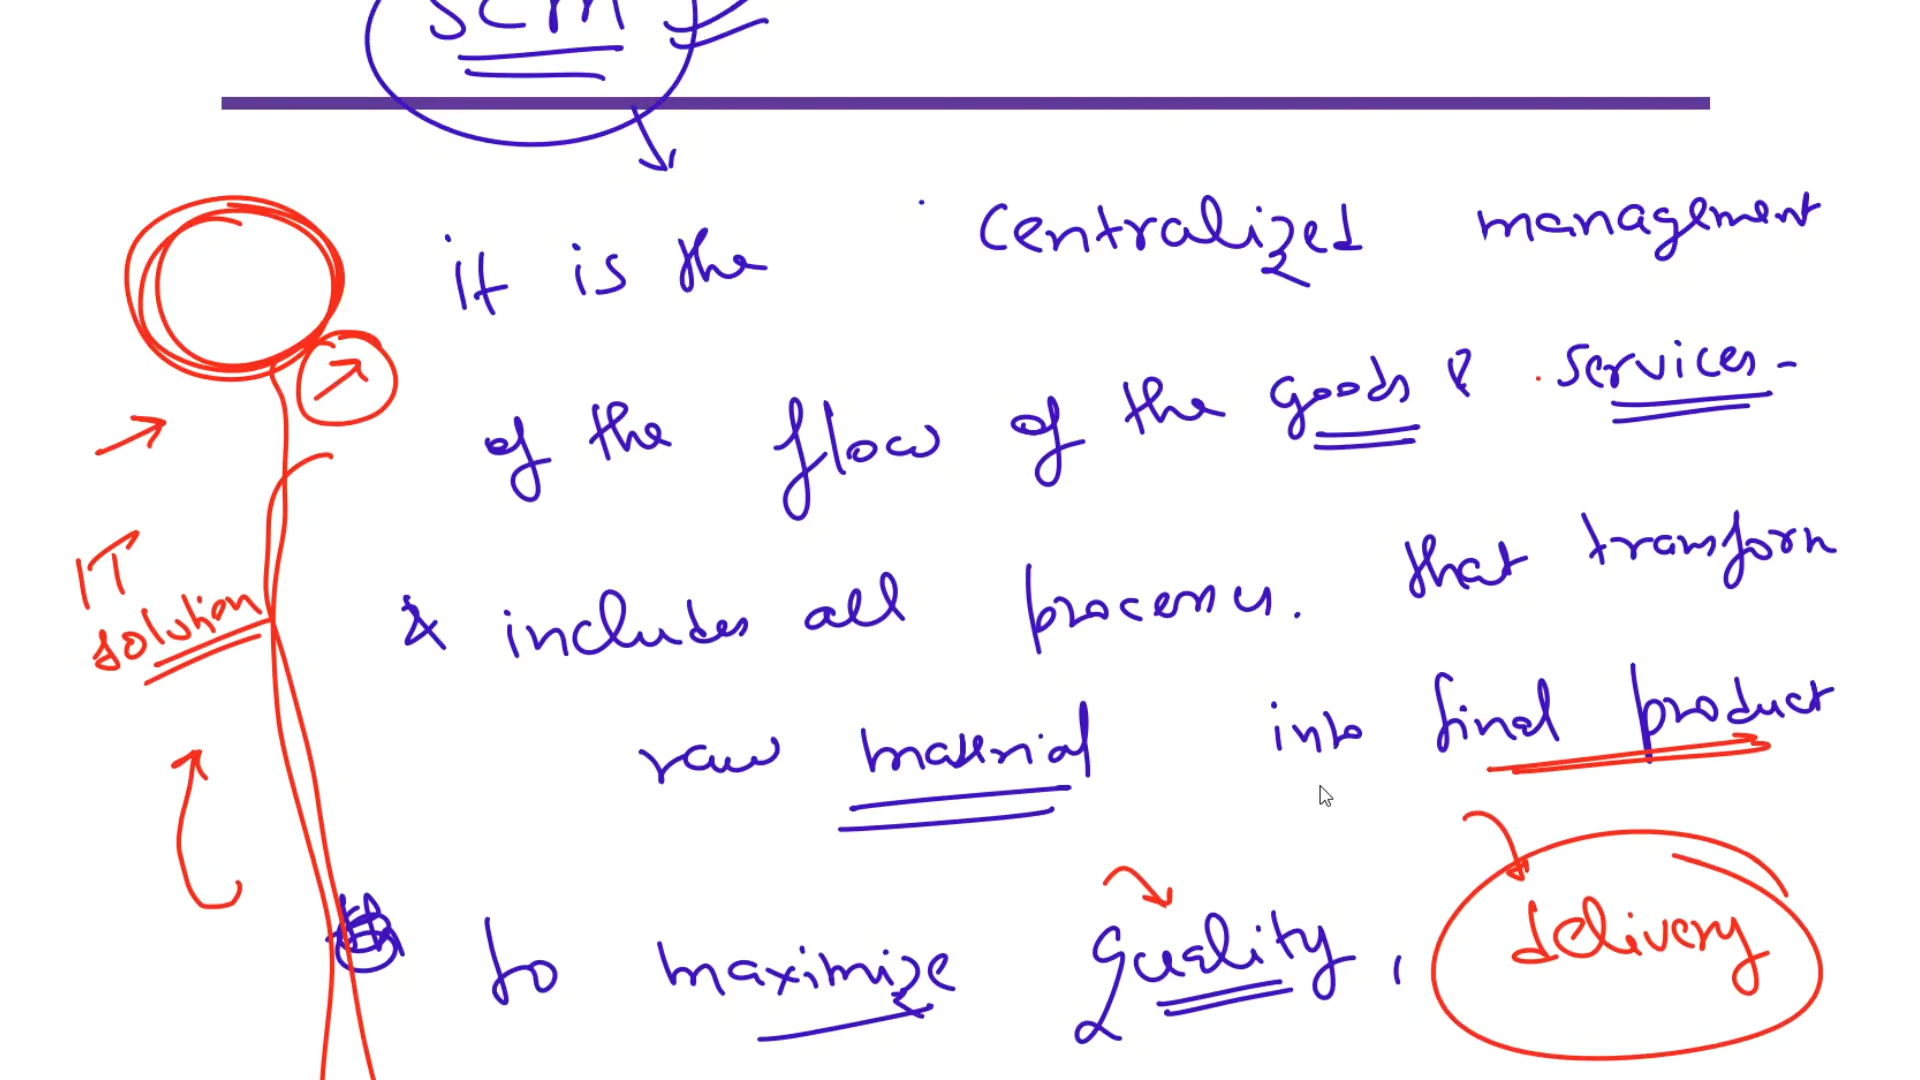 SCM
it is the centralized management
of the flow of the goods & services -
& includes all processes. that transform
IT
solution
raw material into final product
to maximize quality, delivery